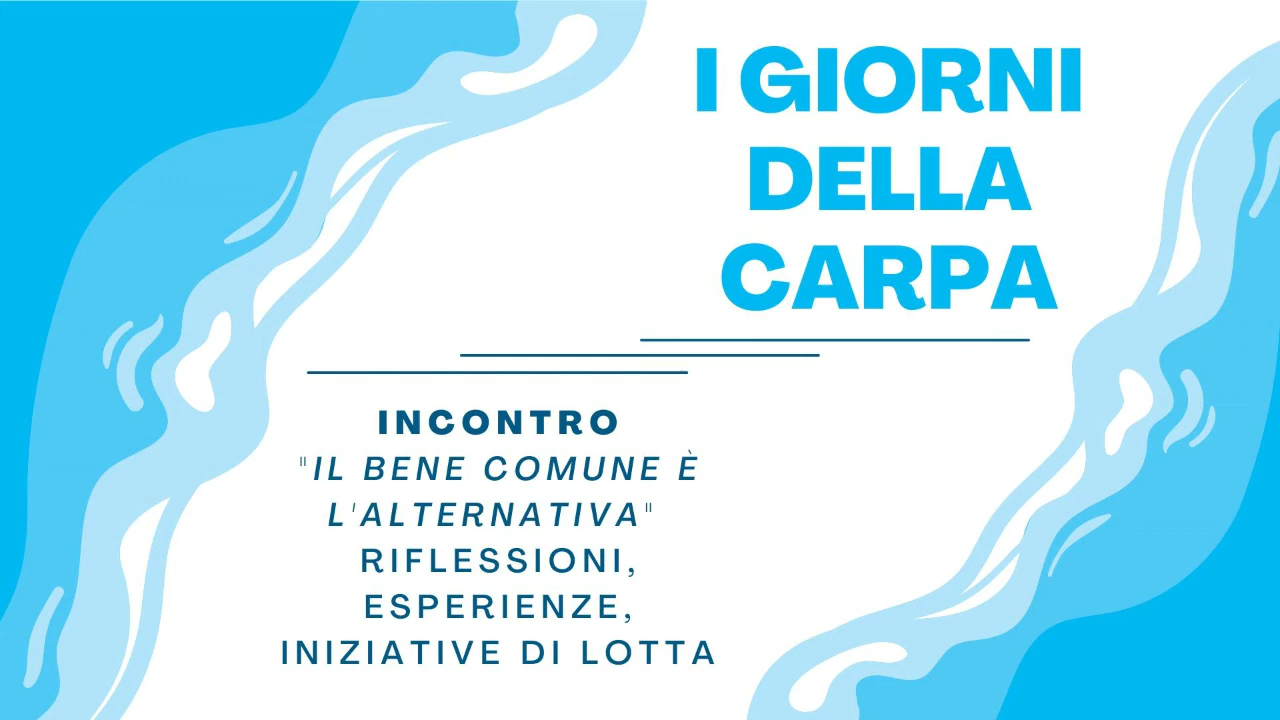 I GIORNI
DELLA
CARPA
INCONTRO
"IL BENE COMUNE È
L'ALTERNATIVA"
RIFLESSIONI,
ESPERIENZE,
INIZIATIVE DI LOTTA